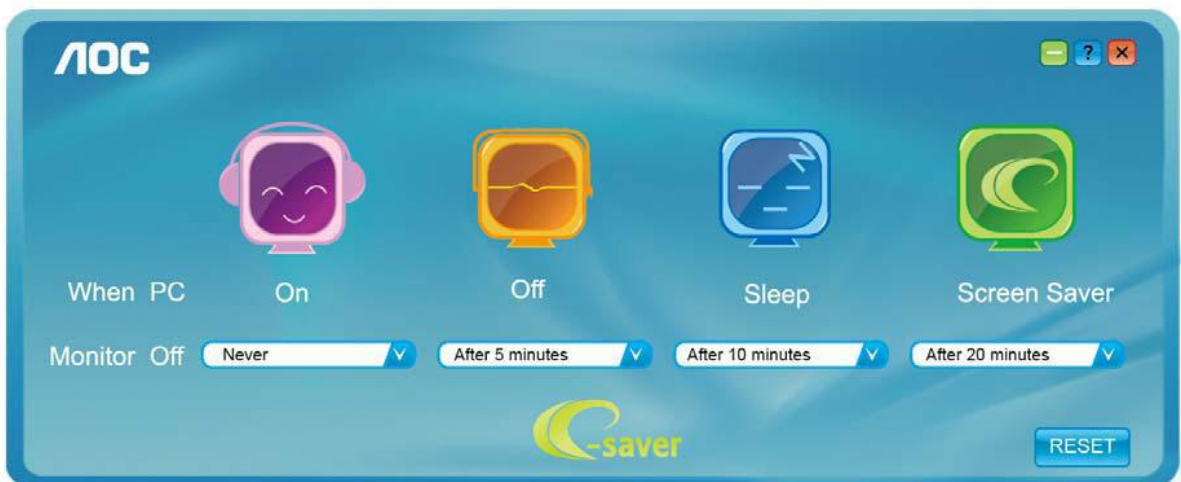 AOC
?
When PC On Off Sleep Screen Saver
Monitor Off Never After 5 minutes After 10 minutes After 20 minutes
e-saver
RESET